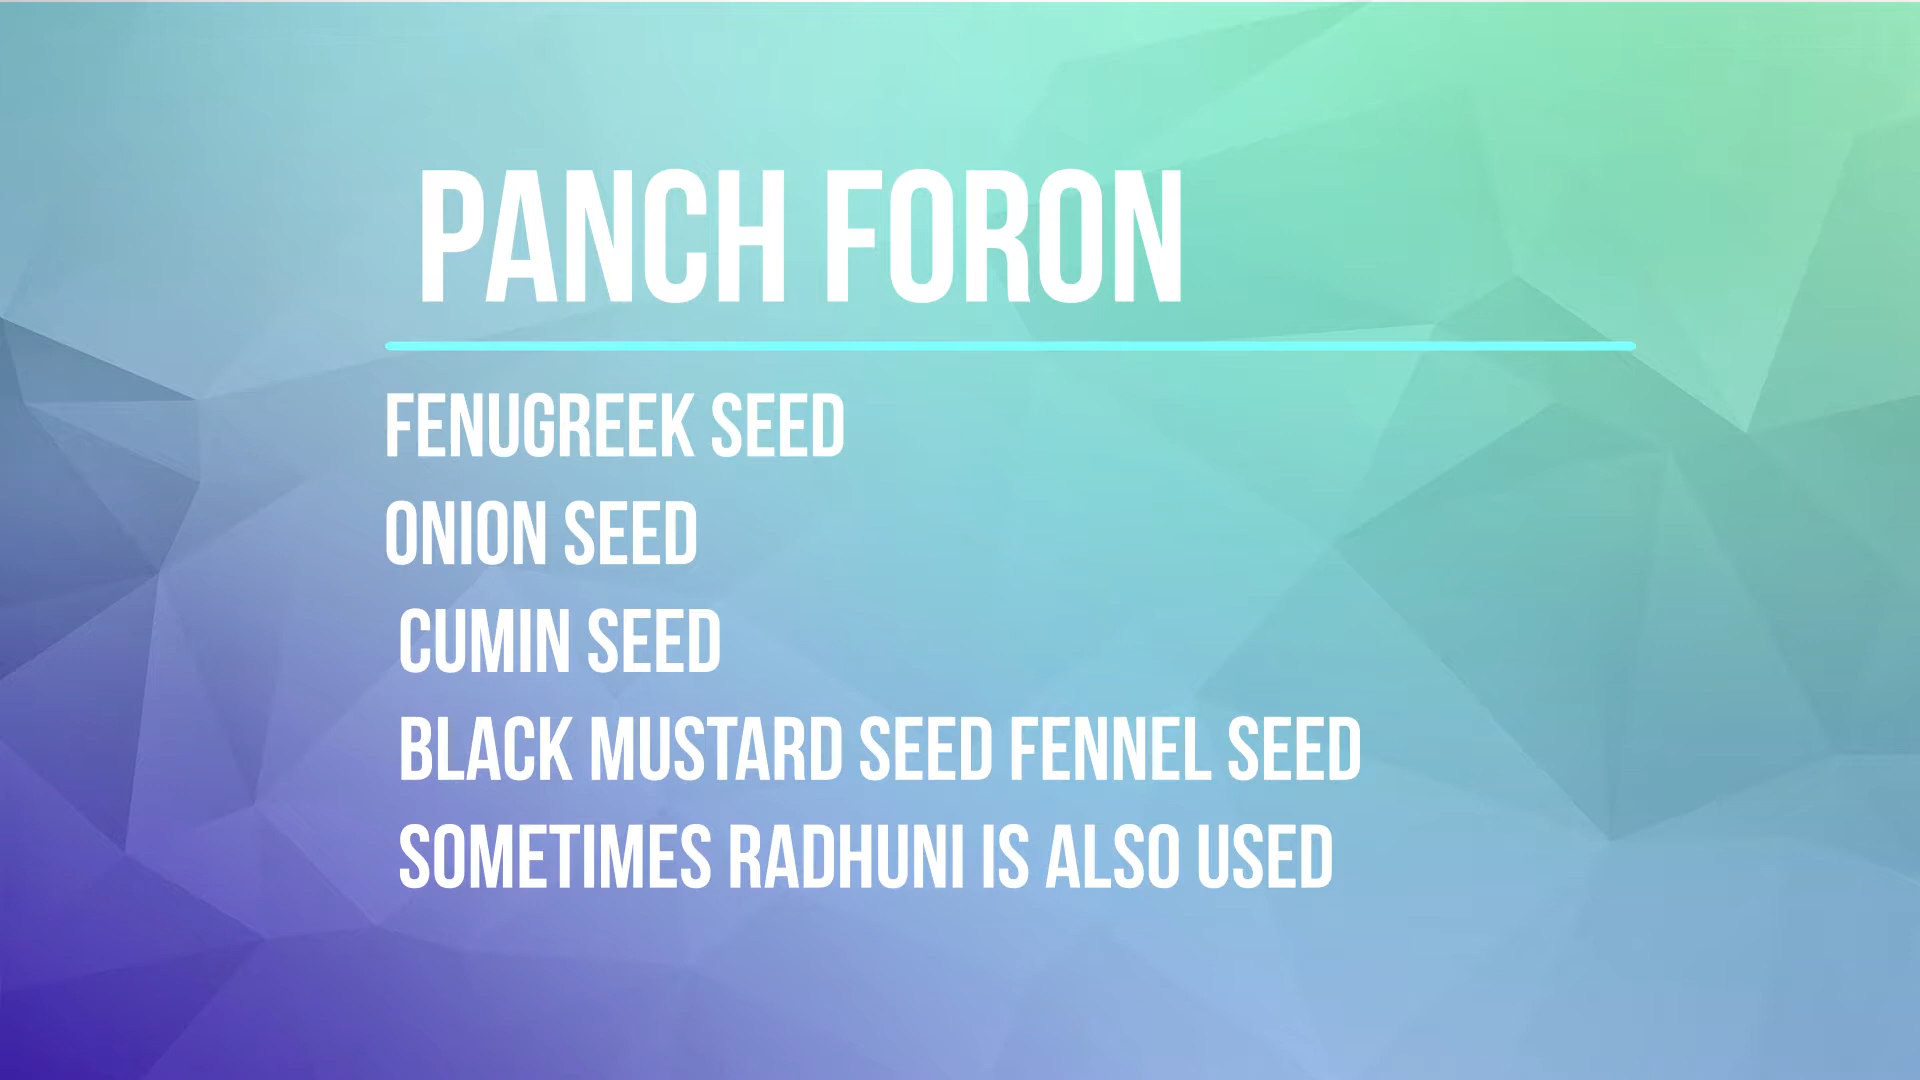 PANCH FORON
FENUGREEK SEED
ONION SEED
CUMIN SEED
BLACK MUSTARD SEED FENNEL SEED
SOMETIMES RADHUNI IS ALSO USED